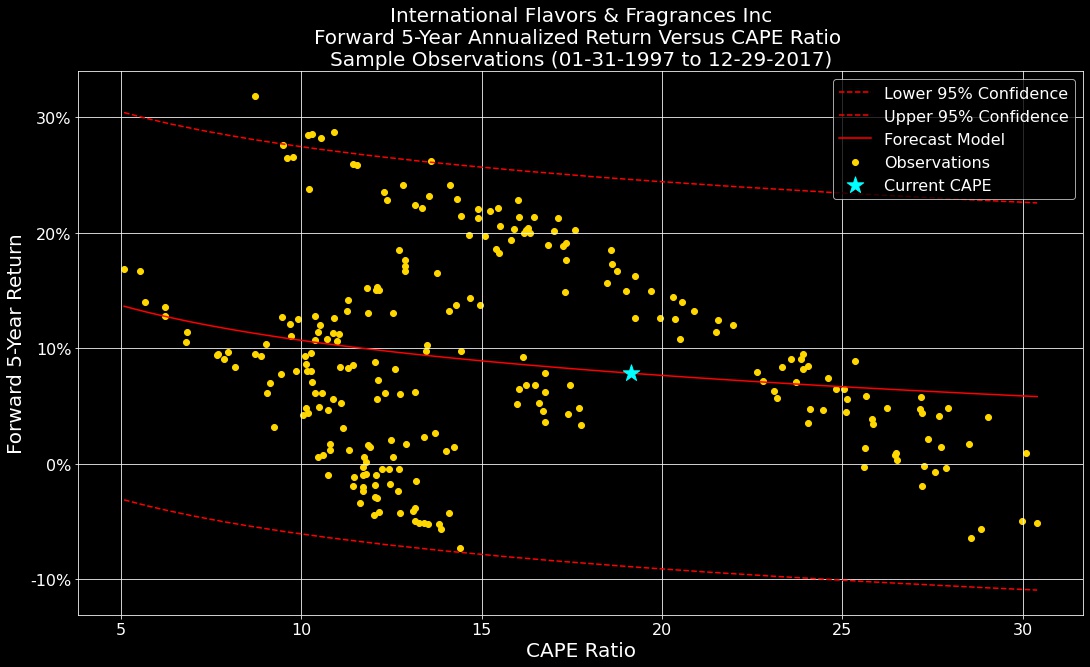 International Flavors & Fragrances Inc
Forward 5-Year Annualized Return Versus CAPE Ratio
Sample Observations (01-31-1997 to 12-29-2017)
Lower 95% Confidence
Upper 95% Confidence
Forecast Model
Observations
Current CAPE
Forward 5-Year Return
30%
20%
10%
0%
-10%
5
10
15
20
25
30
CAPE Ratio